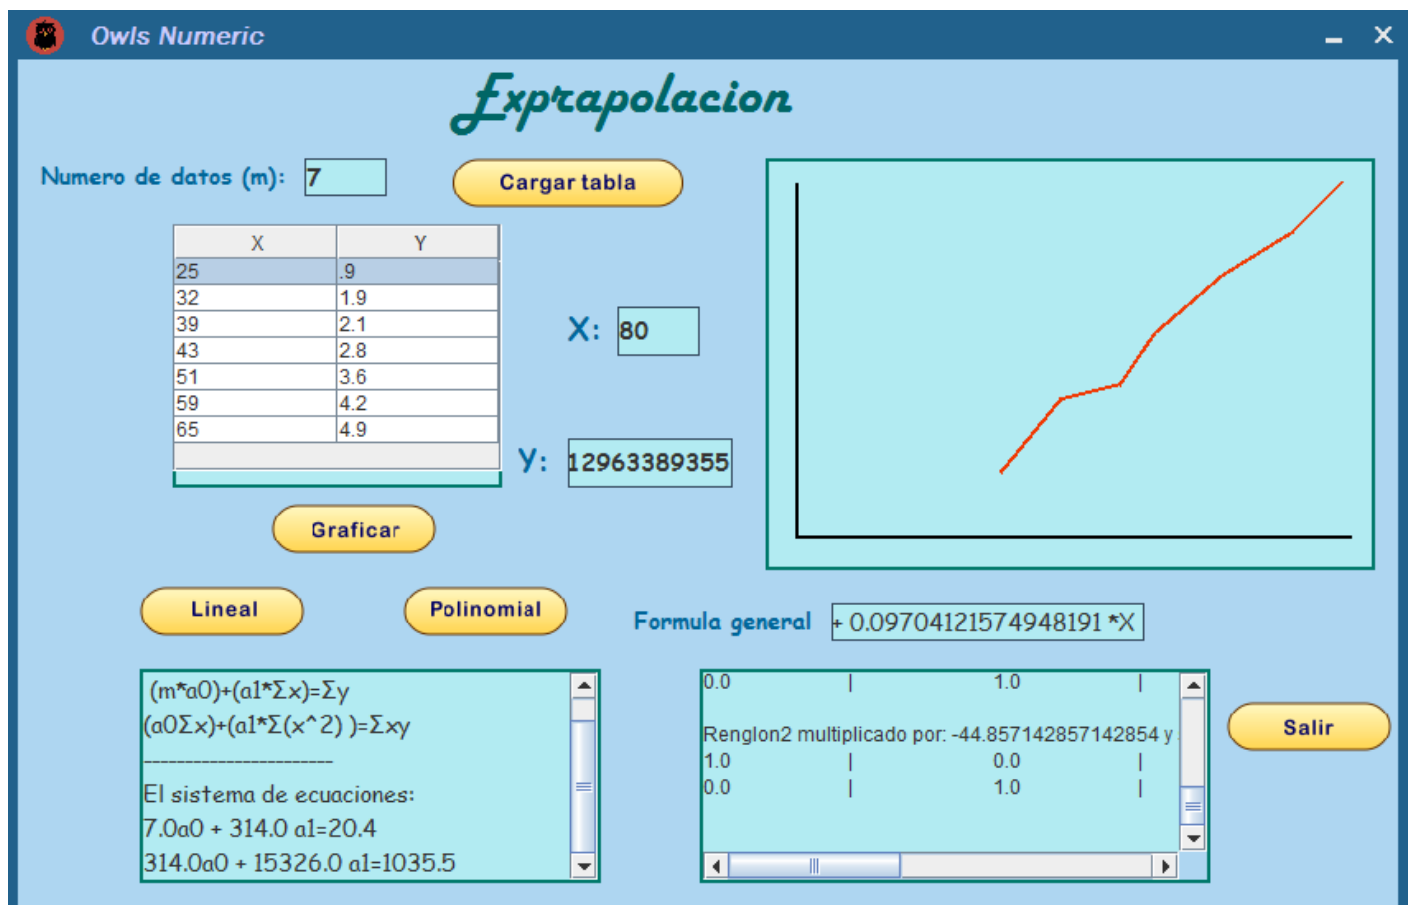 Owls Numeric
Exprapolacion
Numero de datos (m): 7
Cargar tabla
X Y
25 .9
32 1.9
39 2.1
43 2.8
51 3.6
59 4.2
65 4.9
X: 80
Y: 12963389355
Graficar
Lineal
Polinomial
Formula general + 0.09704121574948191 *X
(m*a0)+(a1*Σx)=Σy
(a0Σx)+(a1*Σ(x^2) )=Σxy
-----------------------
El sistema de ecuaciones:
7.0a0 + 314.0 a1=20.4
314.0a0 + 15326.0 a1=1035.5
0.0 | 1.0 |
Renglon2 multiplicado por: -44.857142857142854 y
1.0 | 0.0 |
0.0 | 1.0 |
Salir